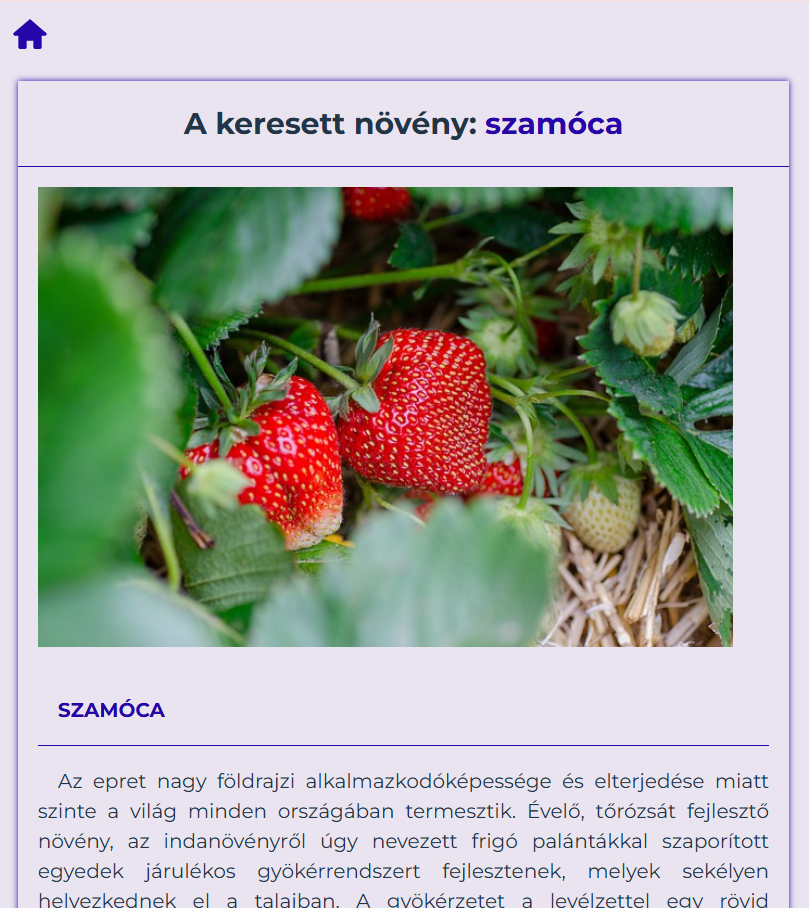 A keresett növény: szamóca
SZAMÓCA
Az epret nagy földrajzi alkalmazkodóképessége és elterjedése miatt
szinte a világ minden országában termesztik. Évelő, tőrózsát fejlesztő
növény, az indanövényről úgy nevezett frigó palántákkal szaporított
egyedek járulékos gyökérrendszert fejlesztenek, melyek sekélyen
helyezkednek el a talajban. A gyökérzetet a levélzettel egy rövid